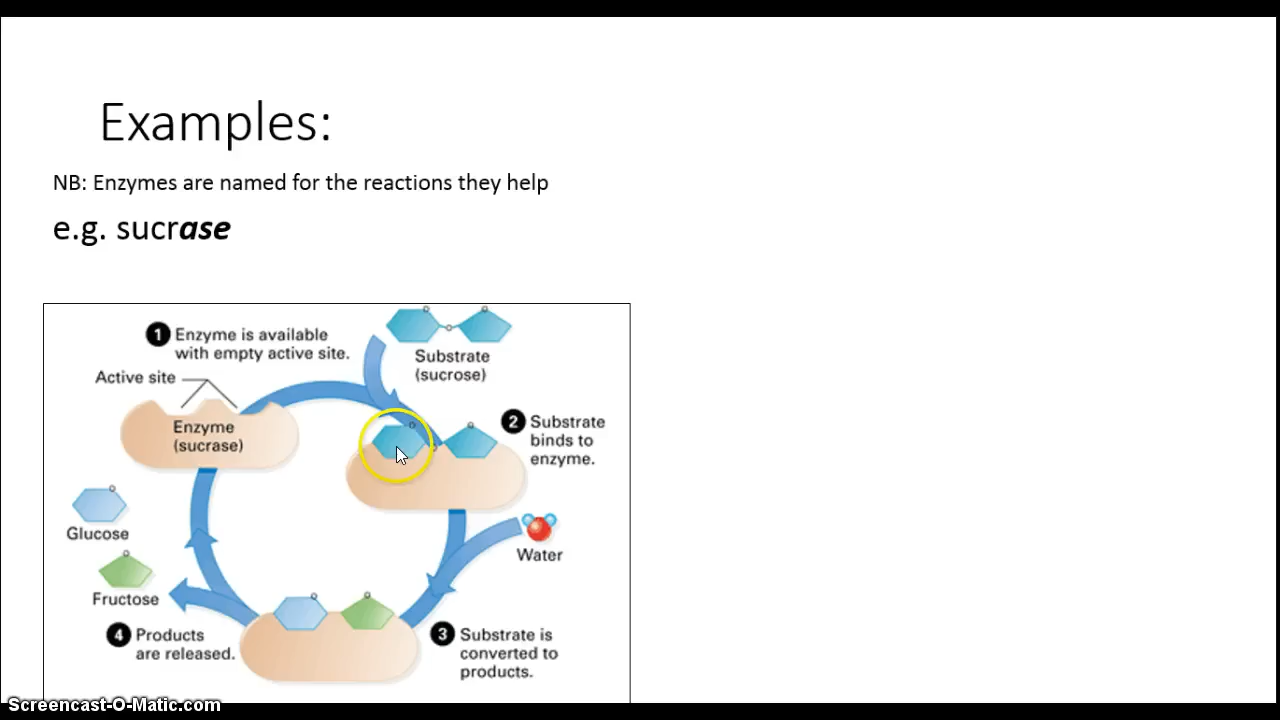 Examples:
NB: Enzymes are named for the reactions they help
e.g. sucrase
1 Enzyme is available
with empty active site.
Substrate
(sucrose)
Active site
Enzyme
(sucrase)
2 Substrate
binds to
enzyme.
Glucose
Water
Fructose
4 Products
are released.
3 Substrate is
converted to
products.
Screencast-O-Matic.com